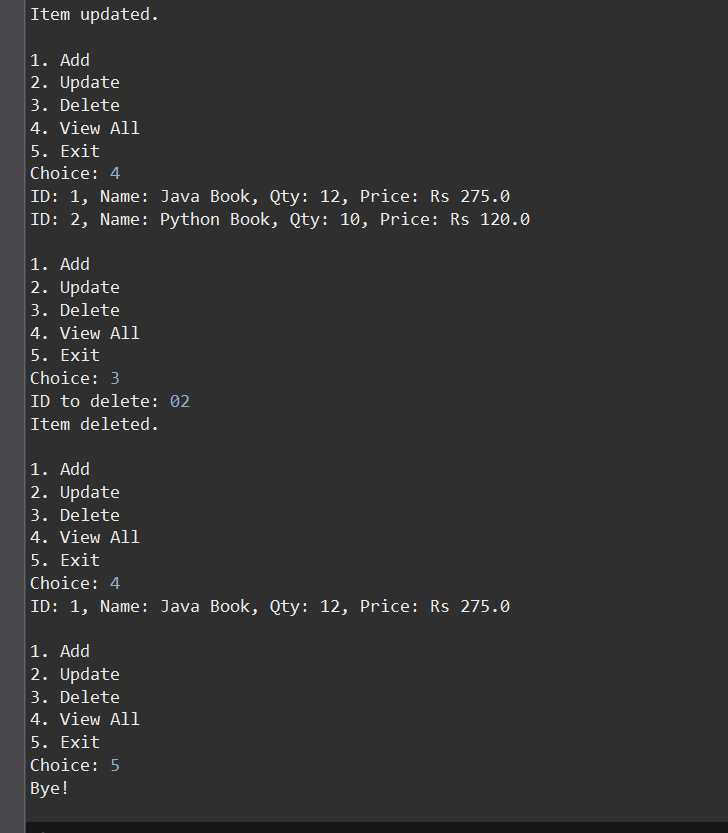 Item updated.
1. Add
2. Update
3. Delete
4. View All
5. Exit
Choice: 4
ID: 1, Name: Java Book, Qty: 12, Price: Rs 275.0
ID: 2, Name: Python Book, Qty: 10, Price: Rs 120.0
1. Add
2. Update
3. Delete
4. View All
5. Exit
Choice: 3
ID to delete: 02
Item deleted.
1. Add
2. Update
3. Delete
4. View All
5. Exit
Choice: 4
ID: 1, Name: Java Book, Qty: 12, Price: Rs 275.0
1. Add
2. Update
3. Delete
4. View All
5. Exit
Choice: 5
Bye!